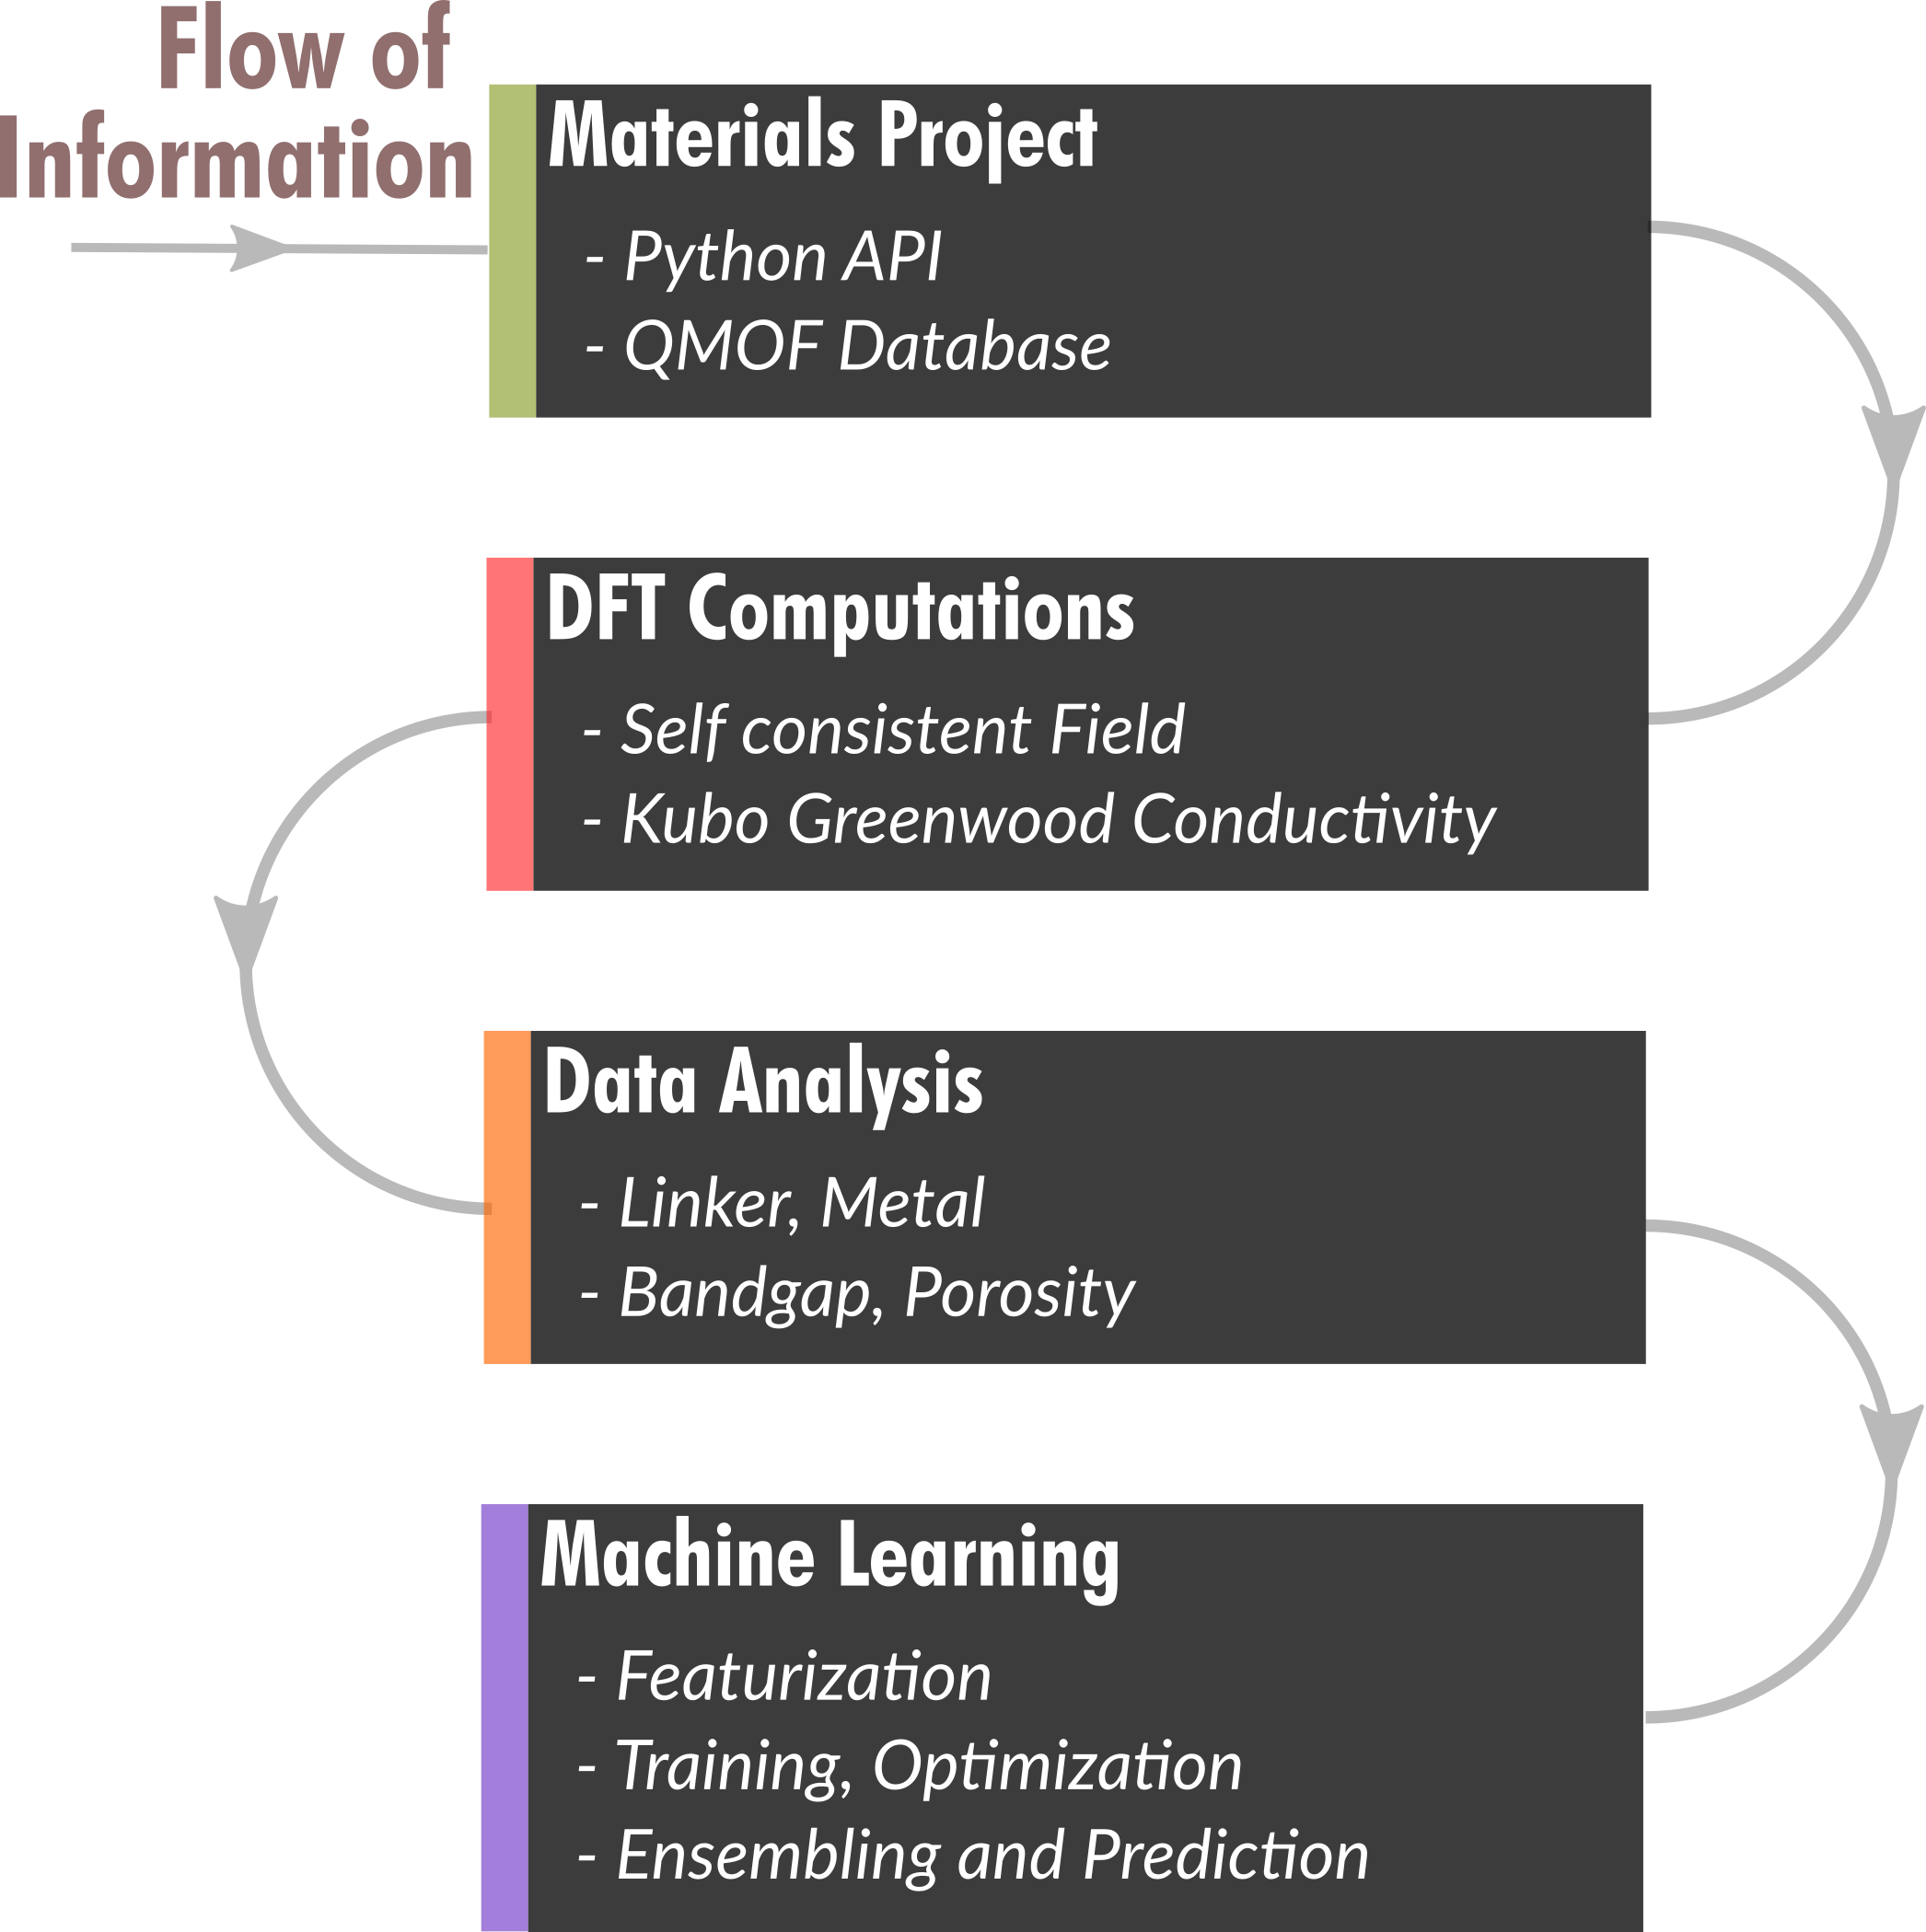 Flow of
Information
Materials Project
- Python API
- QMOF Database
DFT Computations
- Self consistent Field
- Kubo Greenwood Conductivity
Data Analysis
- Linker, Metal
- Bandgap, Porosity
Machine Learning
- Featurization
- Training, Optimization
- Ensembling and Prediction